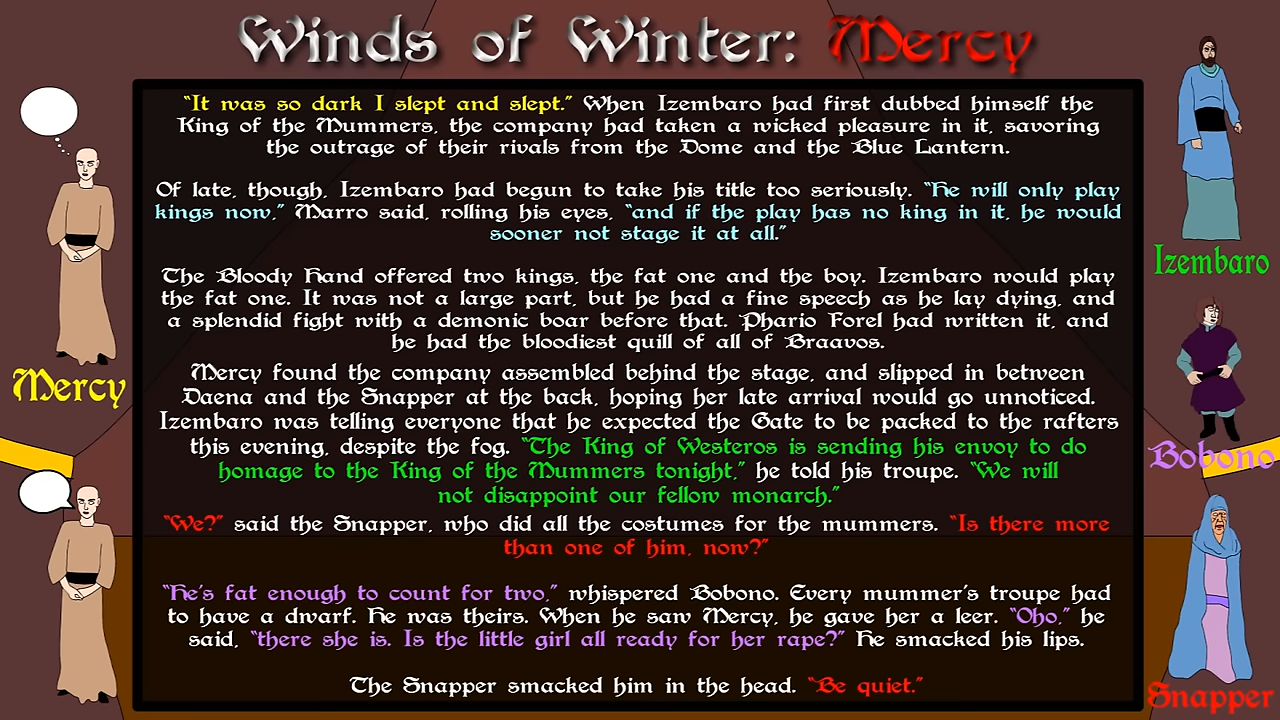 Winds of Winter: Mercy
"It was so dark I slept and slept." When Izembaro had first dubbed himself the
King of the Mummers, the company had taken a wicked pleasure in it, savoring
the outrage of their rivals from the Dome and the Blue Lantern.
Of late, though, Izembaro had begun to take his title too seriously. "He will only play
kings now," Marro said, rolling his eyes, "and if the play has no king in it, he would
sooner not stage it at all."
The Bloody Hand offered two kings, the fat one and the boy. Izembaro would play
the fat one. It was not a large part, but he had a fine speech as he lay dying, and
a splendid fight with a demonic boar before that. Phario Forel had written it, and
he had the bloodiest quill of all of Braavos.
Mercy found the company assembled behind the stage, and slipped in between
Daena and the Snapper at the back, hoping her late arrival would go unnoticed.
Izembaro was telling everyone that he expected the Gate to be packed to the rafters
this evening, despite the fog. "The King of Westeros is sending his envoy to do
homage to the King of the Mummers tonight," he told his troupe. "We will
not disappoint our fellow monarch."
"We?" said the Snapper, who did all the costumes for the mummers. "Is there more
than one of him, now?"
"He's fat enough to count for two," whispered Bobono. Every mummer's troupe had
to have a dwarf. He was theirs. When he saw Mercy, he gave her a leer. "Oho," he
said, "there she is. Is the little girl all ready for her rape?" He smacked his lips.
The Snapper smacked him in the head. "Be quiet."
Mercy
Izembaro
Bobono
Snapper